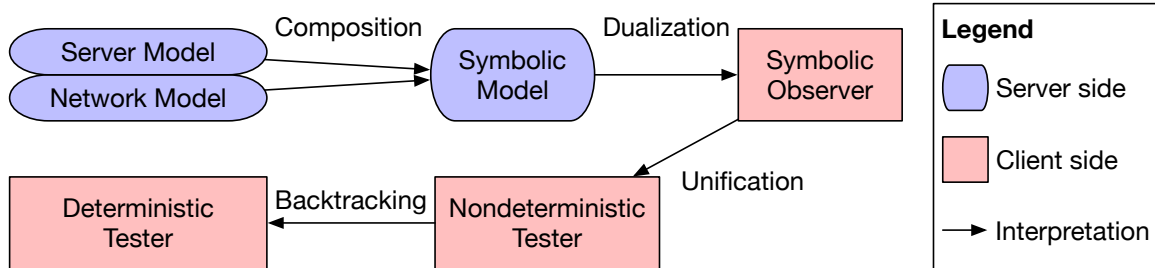 Composition
Dualization
Server Model
Network Model
Symbolic
Model
Symbolic
Observer
Unification
Backtracking
Deterministic
Tester
Nondeterministic
Tester
Legend
Server side
Client side
Interpretation